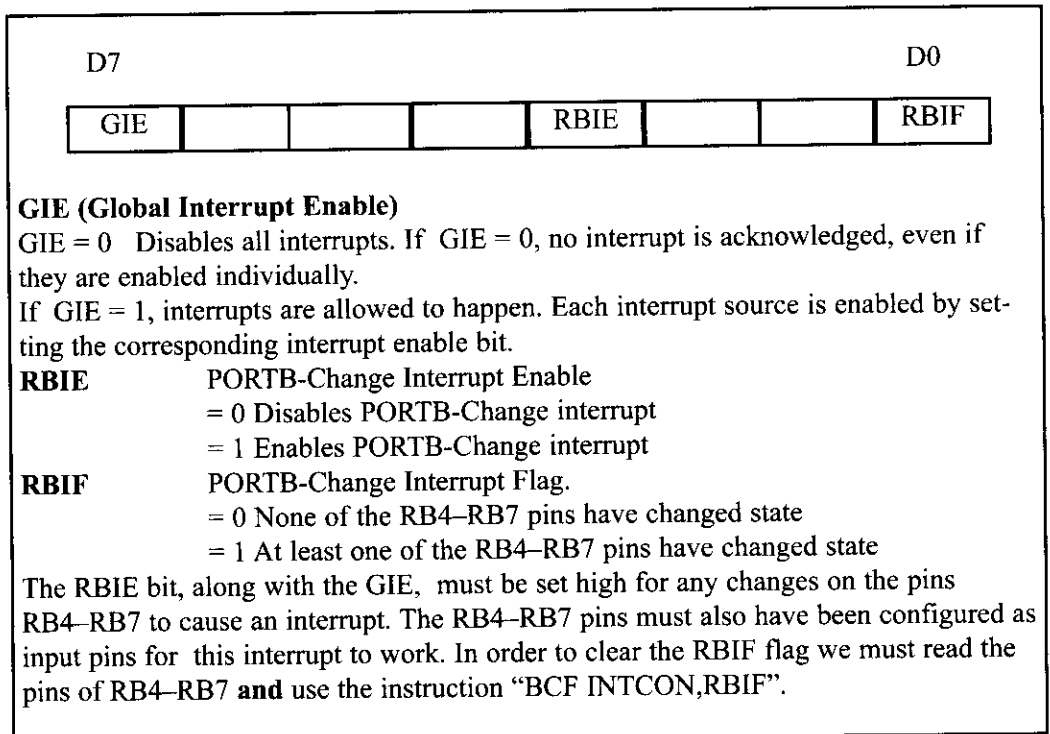 D7 D0
GIE RBIE RBIF
GIE (Global Interrupt Enable)
GIE = 0 Disables all interrupts. If GIE = 0, no interrupt is acknowledged, even if
they are enabled individually.
If GIE = 1, interrupts are allowed to happen. Each interrupt source is enabled by set-
ting the corresponding interrupt enable bit.
RBIE PORTB-Change Interrupt Enable
= 0 Disables PORTB-Change interrupt
= 1 Enables PORTB-Change interrupt
RBIF PORTB-Change Interrupt Flag.
= 0 None of the RB4–RB7 pins have changed state
= 1 At least one of the RB4–RB7 pins have changed state
The RBIE bit, along with the GIE, must be set high for any changes on the pins
RB4–RB7 to cause an interrupt. The RB4–RB7 pins must also have been configured as
input pins for this interrupt to work. In order to clear the RBIF flag we must read the
pins of RB4–RB7 and use the instruction “BCF INTCON,RBIF”.